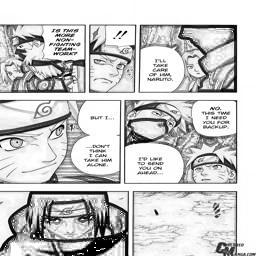 I'LL
TAKE
CARE OF
HIM,
NARUTO.
!!
IS THIS
MORE
NON-
FIGHTING
TEAM-
WORK?
NO.
THIS TIME
I NEED
YOU FOR
BACKUP.
I'D LIKE
TO SEND
YOU ON
AHEAD...
BUT I...
...DON'T
THINK I
CAN TAKE
HIM ALONE.